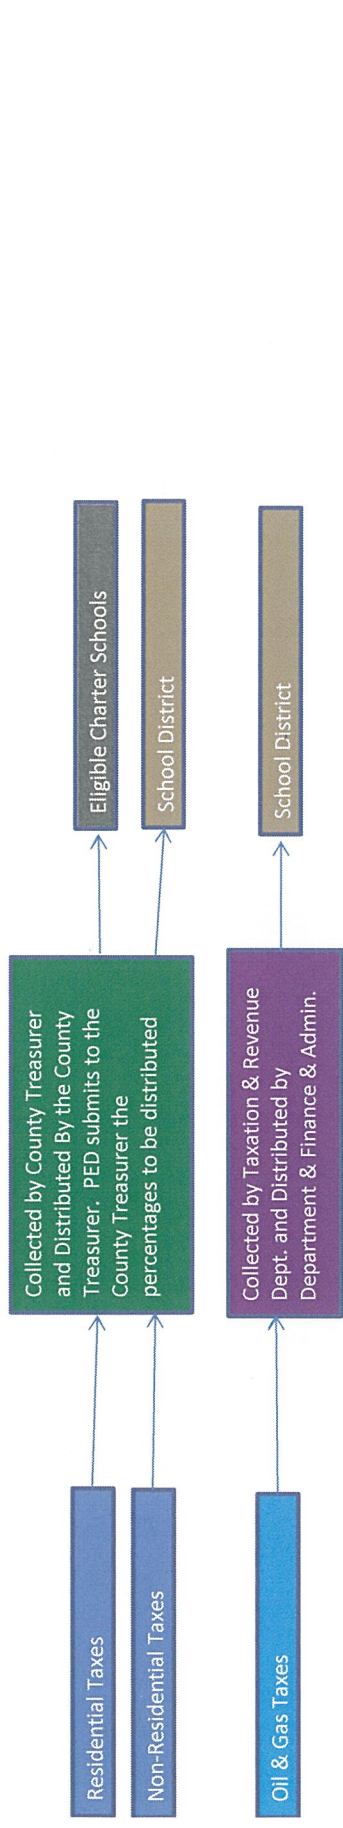 Residential Taxes
Non-Residential Taxes
Collected by County Treasurer
and Distributed By the County
Treasurer.  PED submits to the
County Treasurer the
percentages to be distributed
Eligible Charter Schools
School District
Oil & Gas Taxes
Collected by Taxation & Revenue
Dept. and Distributed by
Department & Finance & Admin.
School District